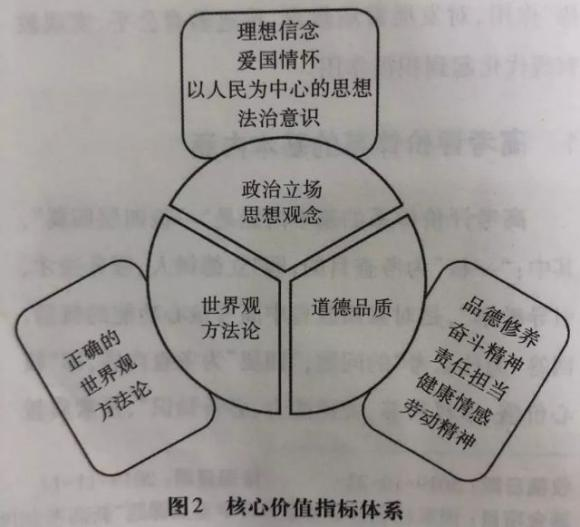 理想信念
爱国情怀
以人民为中心的思想
法治意识
政治立场
思想观念
世界观
方法论
道德品质
正确的
世界观
方法论
品德修养
奋斗精神
责任担当
健康情感
劳动精神
图2 核心价值指标体系